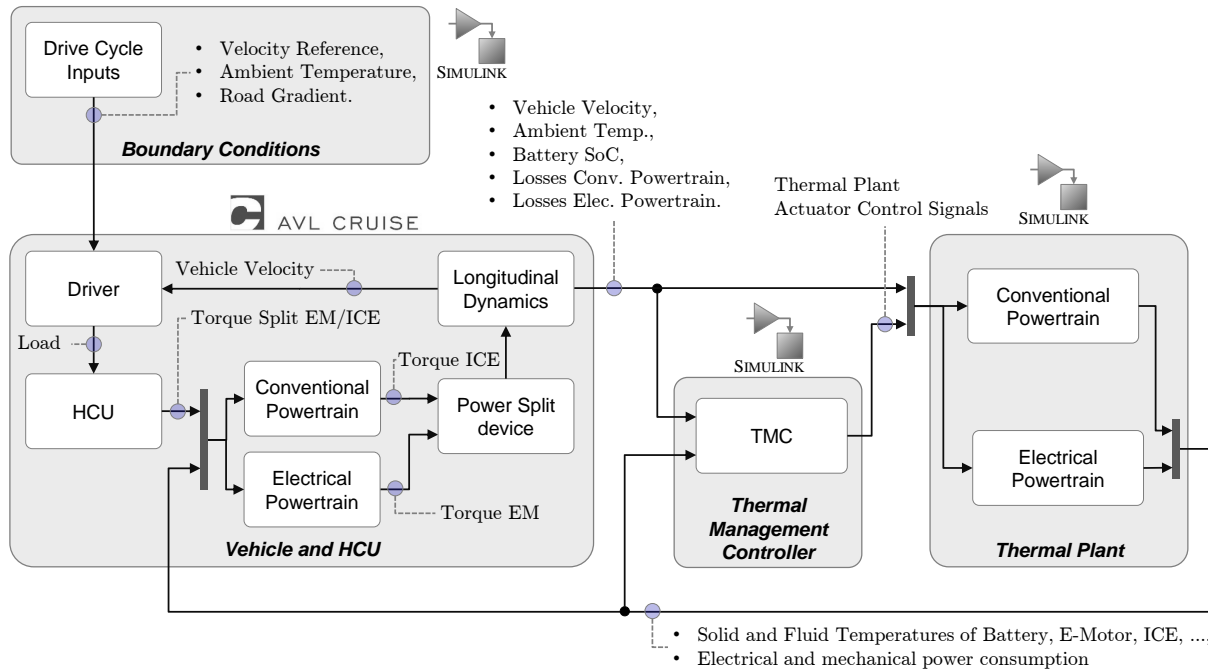 Drive Cycle
Inputs
• Velocity Reference,
• Ambient Temperature,
• Road Gradient.
Boundary Conditions
SIMULINK
• Vehicle Velocity,
• Ambient Temp.,
• Battery SoC,
• Losses Conv. Powertrain,
• Losses Elec. Powertrain.
Thermal Plant
Actuator Control Signals
SIMULINK
AVL CRUISE
Driver
Vehicle Velocity
Longitudinal
Dynamics
Load
Torque Split EM/ICE
HCU
Conventional
Powertrain
Torque ICE
Power Split
device
Electrical
Powertrain
Torque EM
Vehicle and HCU
SIMULINK
TMC
Thermal
Management
Controller
Conventional
Powertrain
Electrical
Powertrain
Thermal Plant
• Solid and Fluid Temperatures of Battery, E-Motor, ICE, ...,
• Electrical and mechanical power consumption